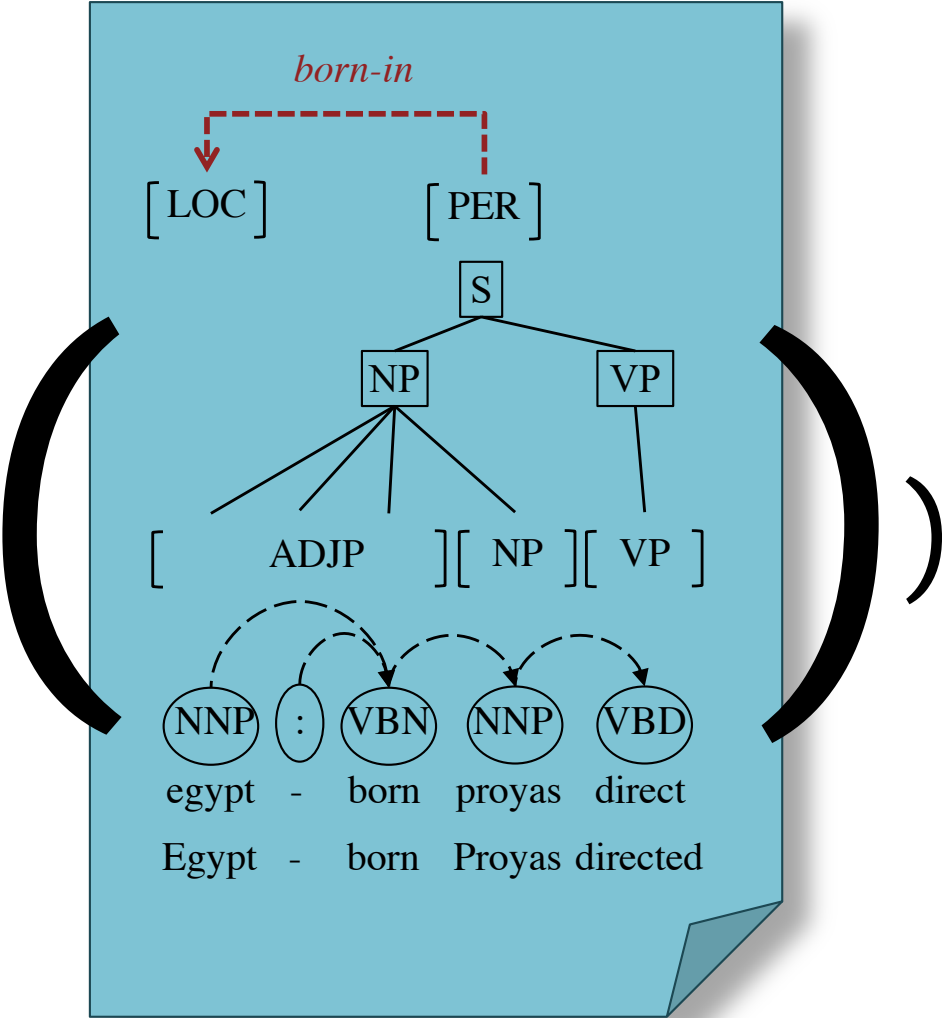 born-in
[LOC] [PER]
S
NP VP
[ ADJP ][ NP ][ VP ]
NNP : VBN NNP VBD
egypt - born proyas direct
Egypt - born Proyas directed